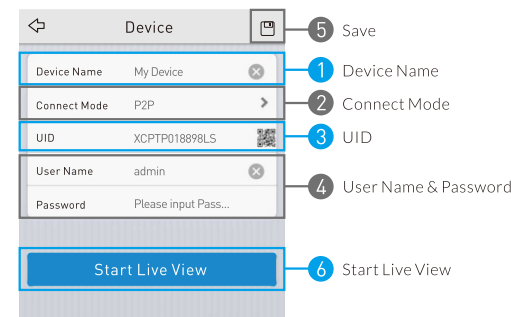 Device
5 Save
Device Name My Device
1 Device Name
Connect Mode P2P
2 Connect Mode
UID XCPTP018898LS
3 UID
User Name admin
Password Please input Pass...
4 User Name & Password
Start Live View
6 Start Live View